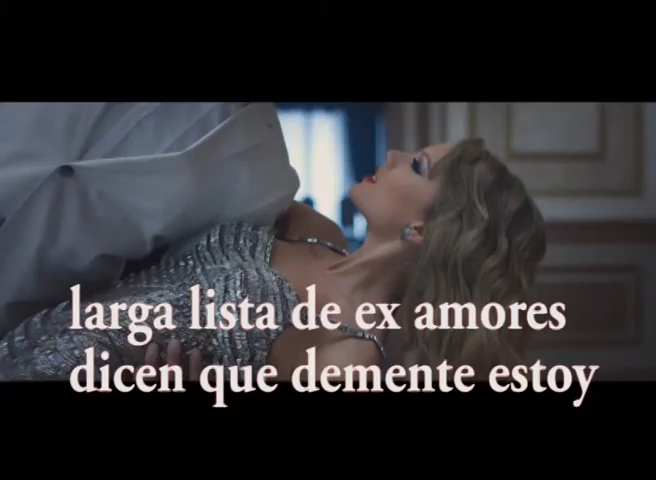 larga lista de ex amores
dicen que demente estoy